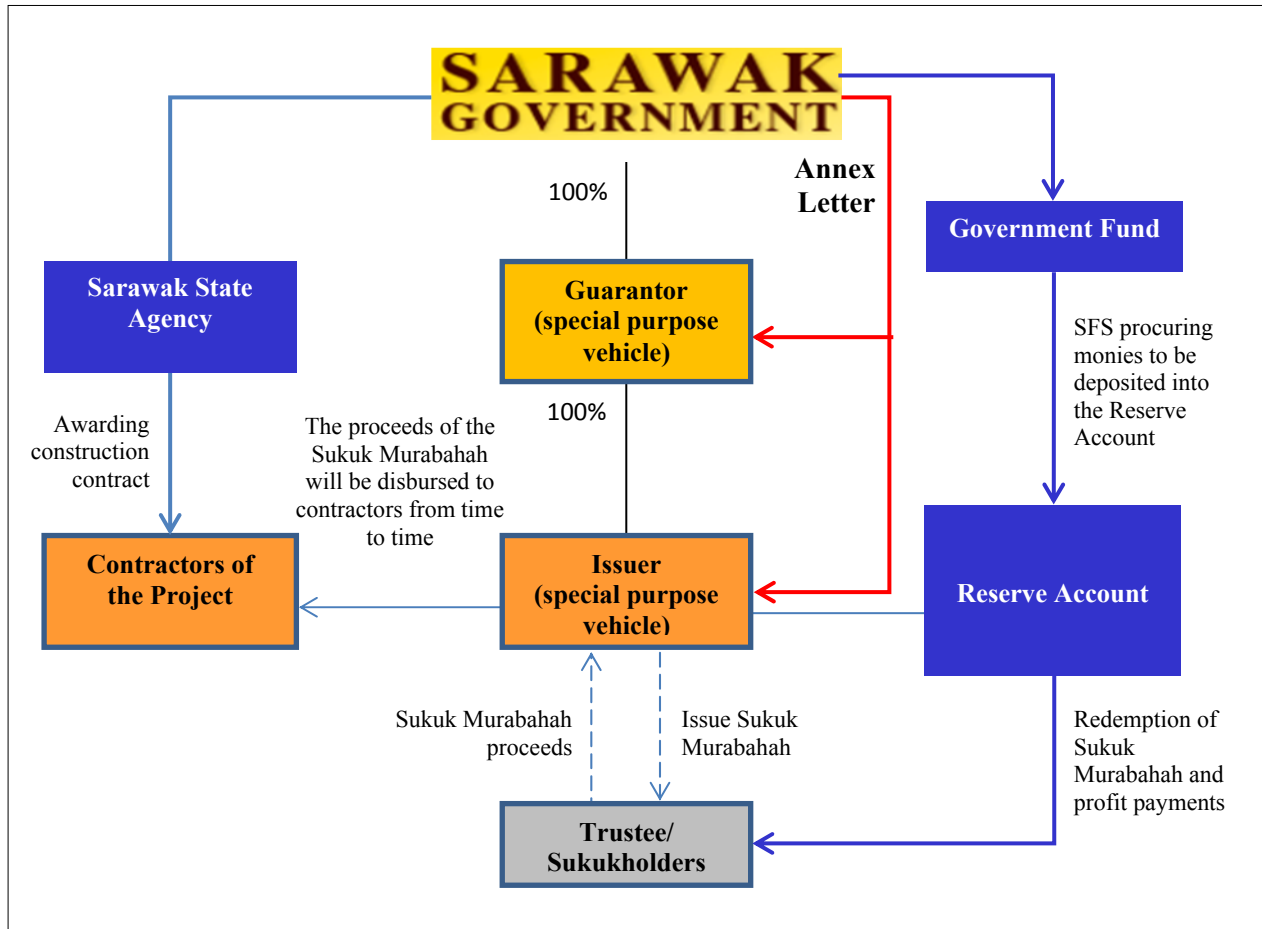 SARAWAK
GOVERNMENT
100%
Annex
Letter
Government Fund
Sarawak State
Agency
Guarantor
(special purpose
vehicle)
SFS procuring
monies to be
deposited into
the Reserve
Account
100%
Awarding
construction
contract
The proceeds of the
Sukuk Murabahah
will be disbursed to
contractors from time
to time
Contractors of
the Project
Issuer
(special purpose
vehicle)
Reserve Account
Sukuk Murabahah
proceeds
Issue Sukuk
Murabahah
Redemption of
Sukuk
Murabahah and
profit payments
Trustee/
Sukukholders